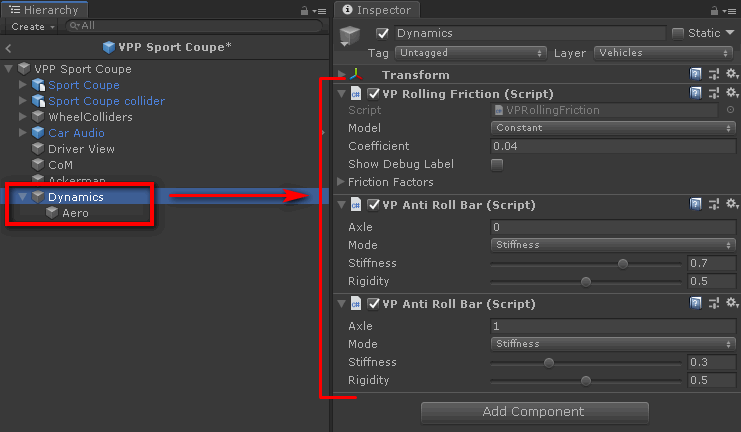 Hierarchy
Create
All
VPP Sport Coupe*
VPP Sport Coupe
Sport Coupe
Sport Coupe collider
WheelColliders
Car Audio
Driver View
CoM
Ackerman
Dynamics
Aero
Inspector
Dynamics
Static
Tag Untagged Layer Vehicles
Transform
VP Rolling Friction (Script)
Script VPRollingFriction
Model Constant
Coefficient 0.04
Show Debug Label
Friction Factors
VP Anti Roll Bar (Script)
Axle 0
Mode Stiffness
Stiffness 0.7
Rigidity 0.5
VP Anti Roll Bar (Script)
Axle 1
Mode Stiffness
Stiffness 0.3
Rigidity 0.5
Add Component